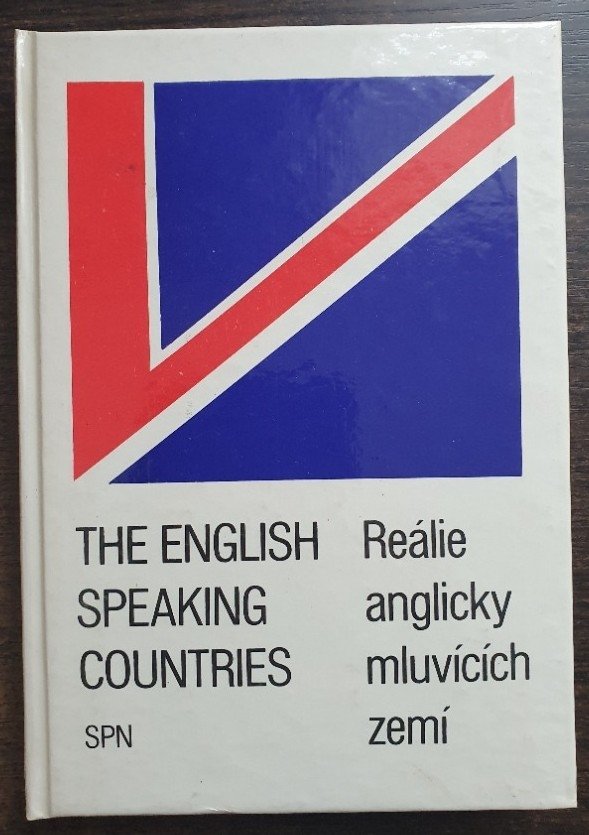 THE ENGLISH
SPEAKING
COUNTRIES
SPN
Reálie
anglicky
mluvících
zemí